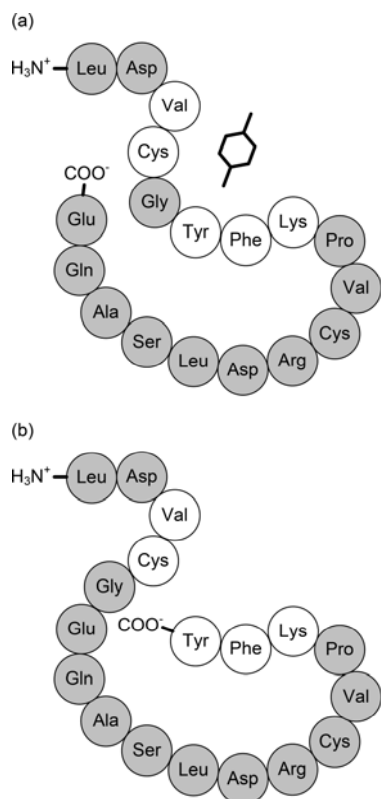 (a)
H₃N⁺ Leu Asp
Val
Cys
COO⁻
Gly
Glu
Tyr Phe Lys Pro
Gln
Val
Ala
Cys
Ser Leu Asp Arg
(b)
H₃N⁺ Leu Asp
Val
Cys
Gly
Glu COO⁻ Tyr Phe Lys Pro
Gln
Val
Ala
Cys
Ser Leu Asp Arg